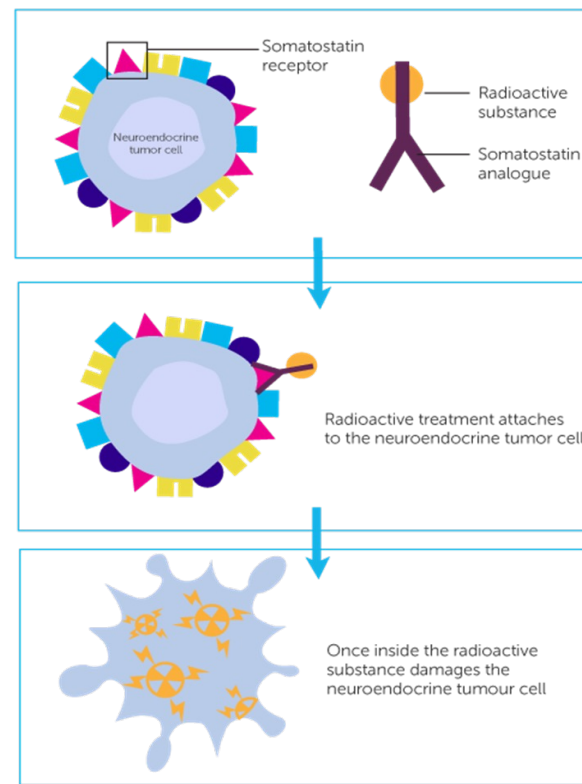 Somatostatin
receptor
Neuroendocrine
tumor cell
Radioactive
substance
Somatostatin
analogue
Radioactive treatment attaches
to the neuroendocrine tumor cell
Once inside the radioactive
substance damages the
neuroendocrine tumour cell